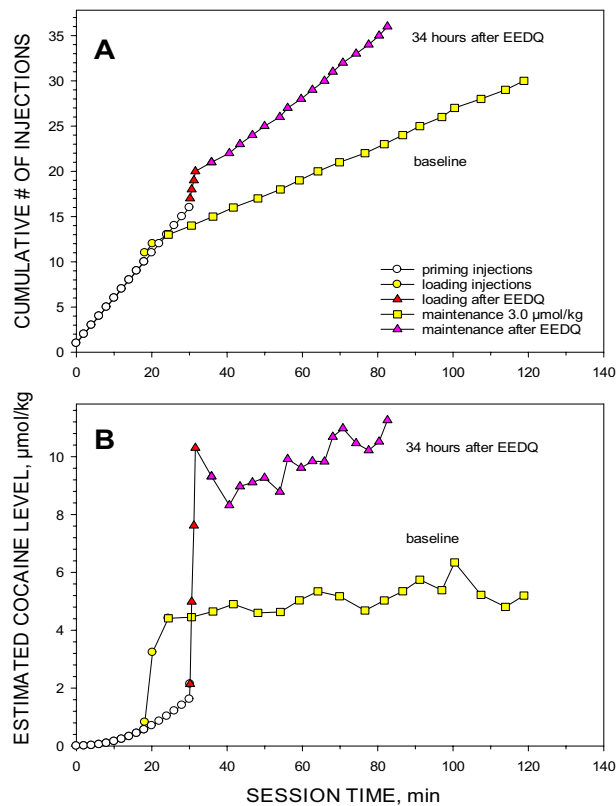 A
34 hours after EEDQ
baseline
CUMULATIVE # OF INJECTIONS
35
30
25
20
15
10
5
0
priming injections
loading injections
loading after EEDQ
maintenance 3.0 µmol/kg
maintenance after EEDQ
0 20 40 60 80 100 120 140
B
34 hours after EEDQ
baseline
ESTIMATED COCAINE LEVEL, µmol/kg
10
8
6
4
2
0
0 20 40 60 80 100 120 140
SESSION TIME, min